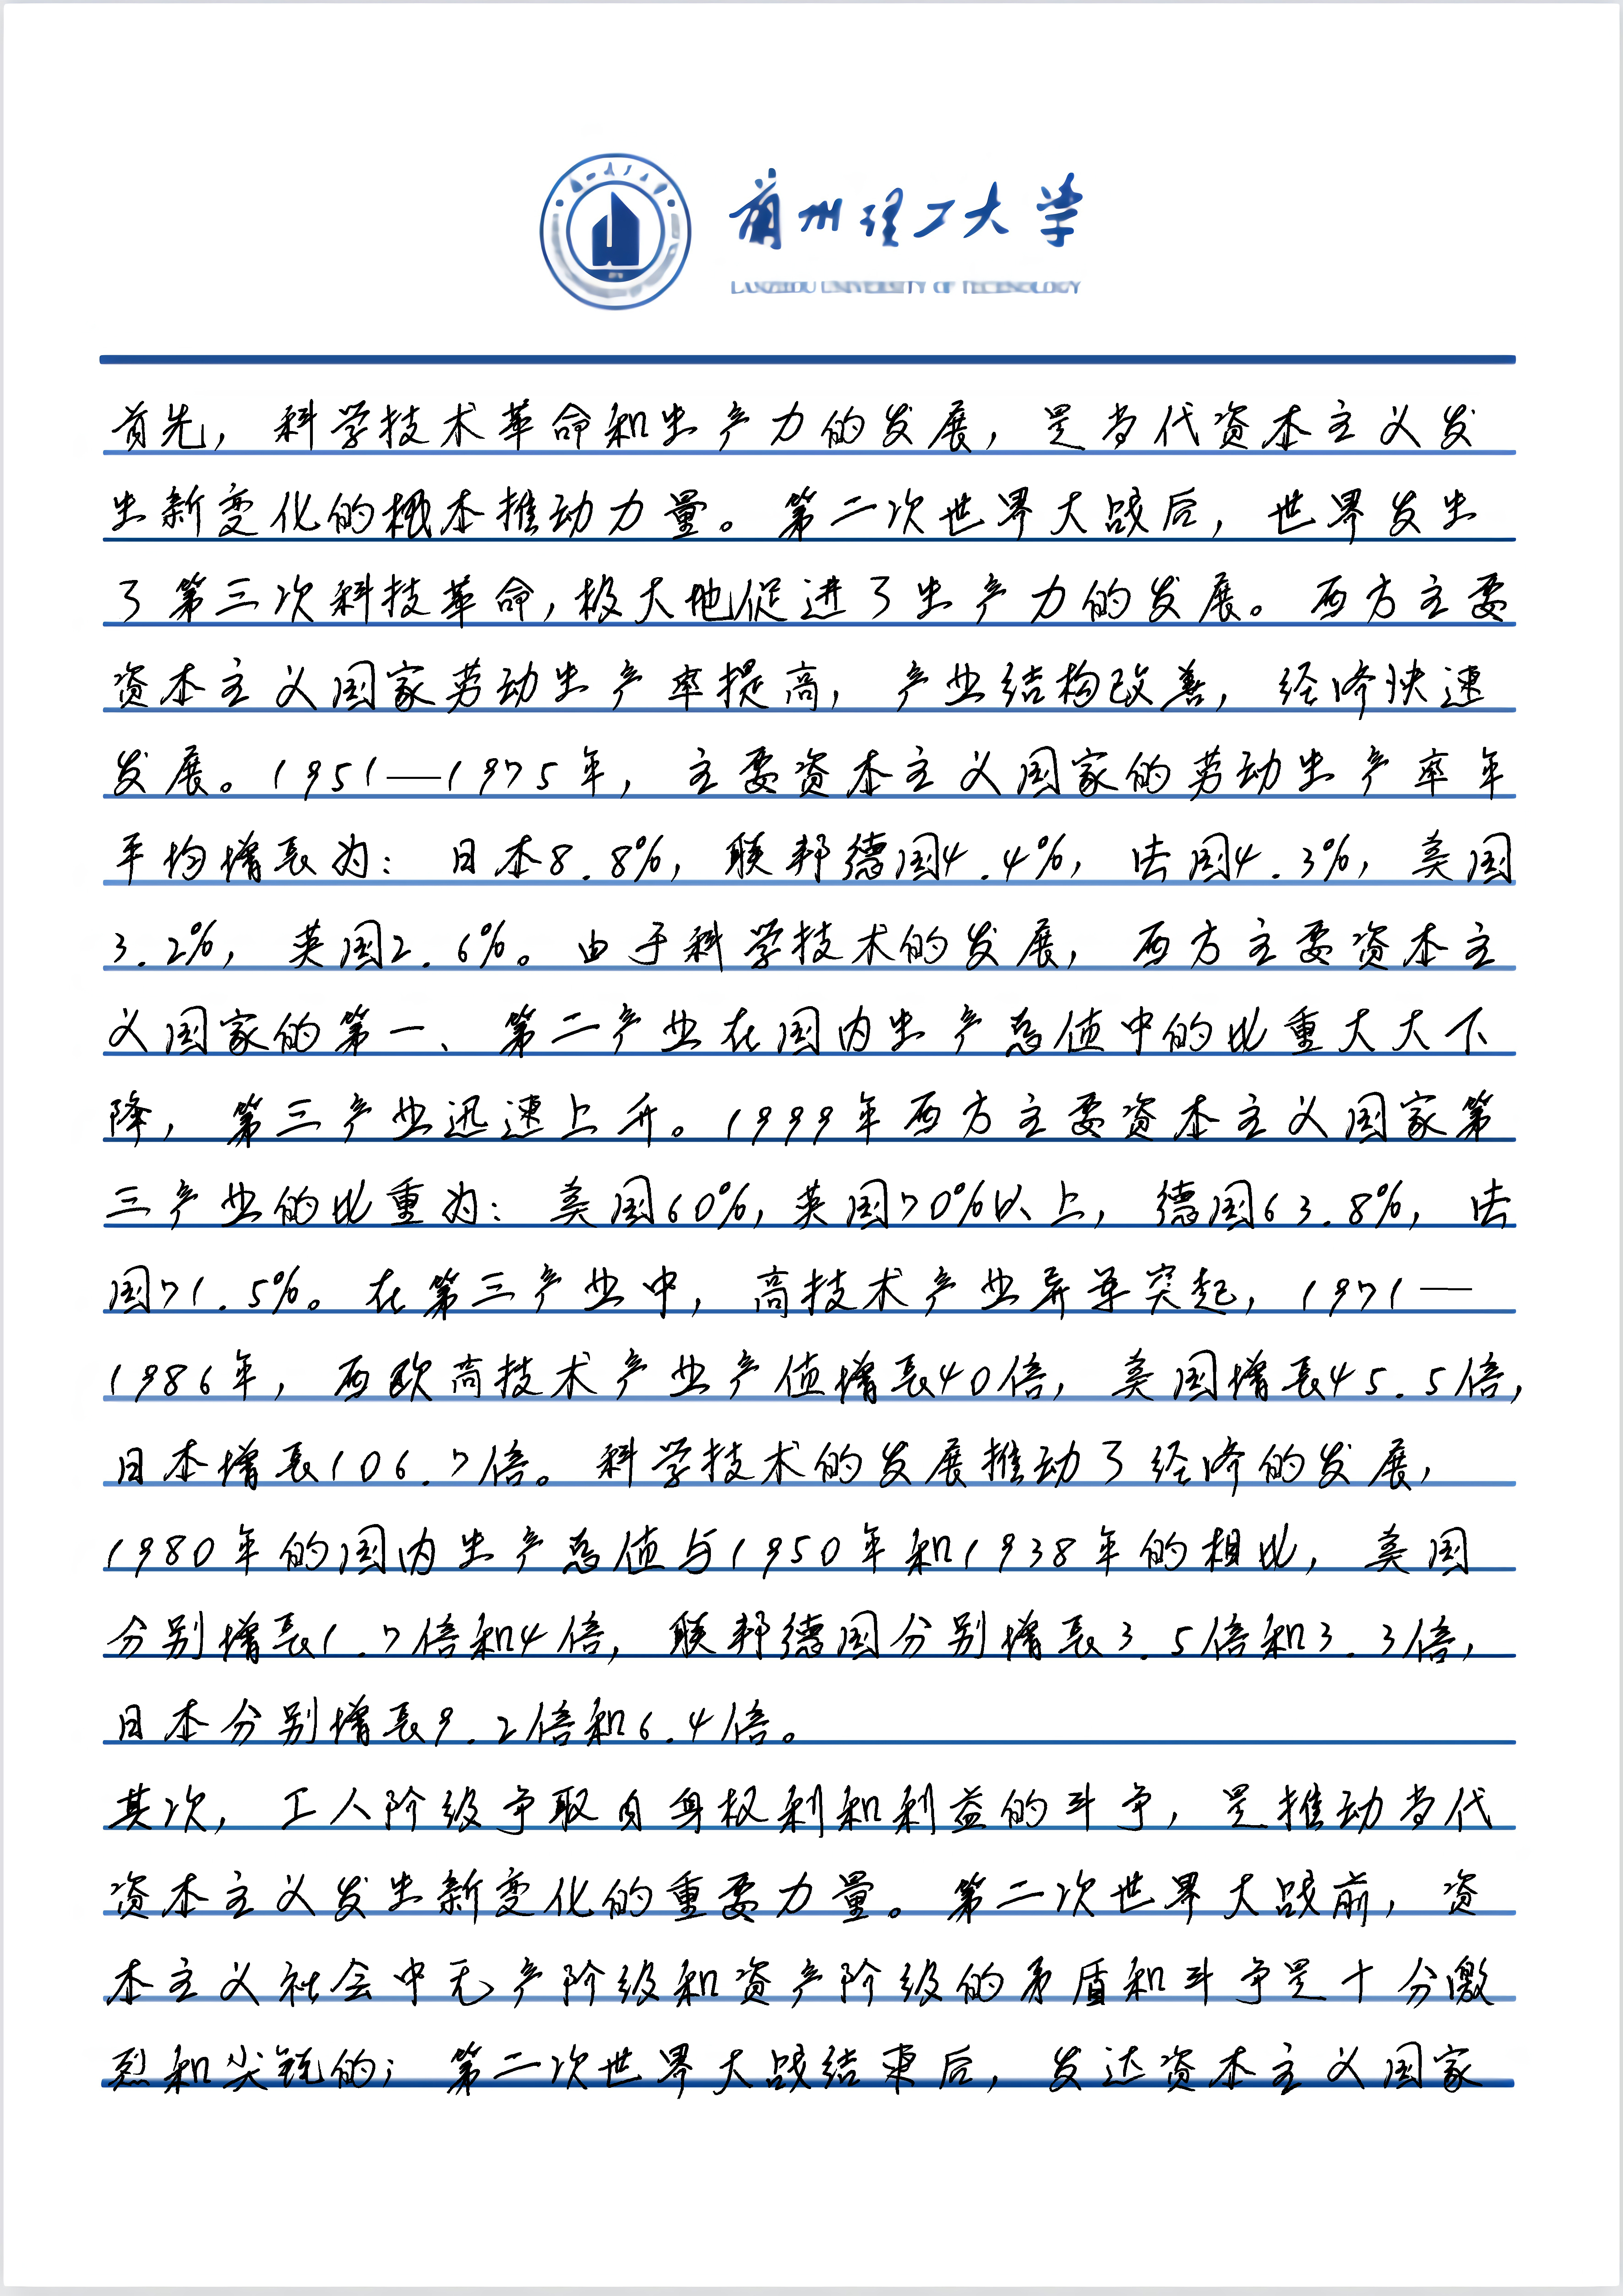 兰州理工大学
LANZHOU UNIVERSITY OF TECHNOLOGY
首先，科学技术革命和生产力的发展，是当代资本主义发
生新变化的根本推动力量。第二次世界大战后，世界发生
了第三次科技革命，极大地促进了生产力的发展。西方主要
资本主义国家劳动生产率提高，产业结构改善，经济快速
发展。1951—1975年，主要资本主义国家的劳动生产率年
平均增长为：日本8.8%，联邦德国4.4%，法国4.3%，美国
3.2%，英国2.6%。由于科学技术的发展，西方主要资本主
义国家的第一、第二产业在国内生产总值中的比重大大下
降，第三产业迅速上升。1999年西方主要资本主义国家第
三产业的比重为：美国60%，英国70%以上，德国63.8%，法
国71.5%。在第三产业中，高技术产业异军突起，1971—
1986年，西欧高技术产业产值增长40倍，美国增长45.5倍，
日本增长106.7倍。科学技术的发展推动了经济的发展，
1980年的国内生产总值与1950年和1938年的相比，美国
分别增长1.7倍和4倍，联邦德国分别增长3.5倍和3.3倍，
日本分别增长9.2倍和6.4倍。
其次，工人阶级争取自身权利和利益的斗争，是推动当代
资本主义发生新变化的重要力量。第二次世界大战前，资
本主义社会中无产阶级和资产阶级的矛盾和斗争是十分激
烈和尖锐的；第二次世界大战结束后，发达资本主义国家